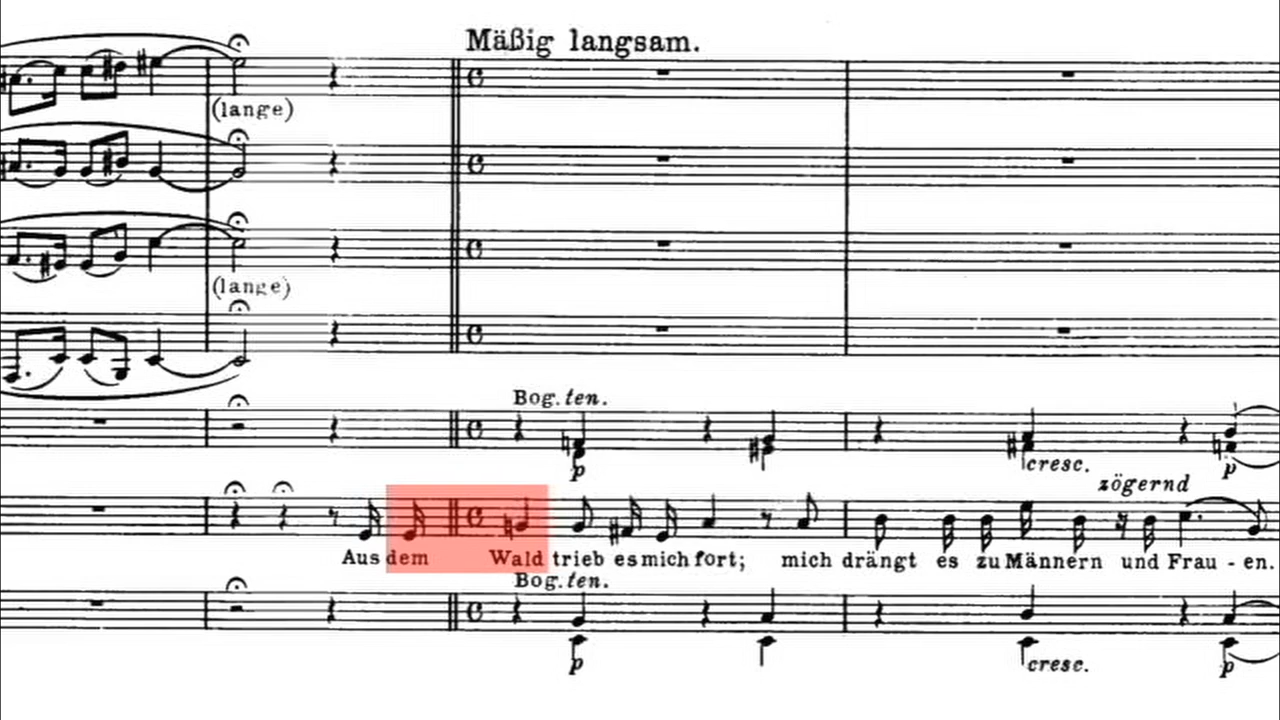 Mäßig langsam.
(lange)
(lange)
Bog. ten.
p
cresc.
p
zögernd
Aus dem Wald trieb es mich fort; mich drängt es zu Männern und Frau - en.
Bog. ten.
p
cresc.
p